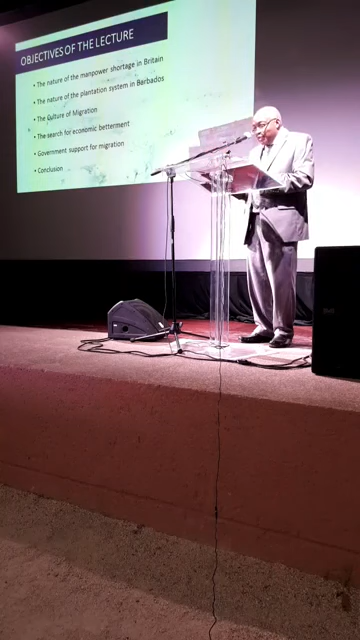 OBJECTIVES OF THE LECTURE
• The nature of the manpower shortage in Britain
• The nature of the plantation system in Barbados
• The Culture of Migration
• The search for economic betterment
• Government support for migration
• Conclusion